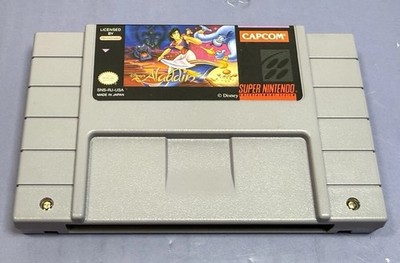 LICENSED
BY
CAPCOM
Aladdin
© Disney
SNS-RJ-USA
MADE IN JAPAN
SUPER NINTENDO